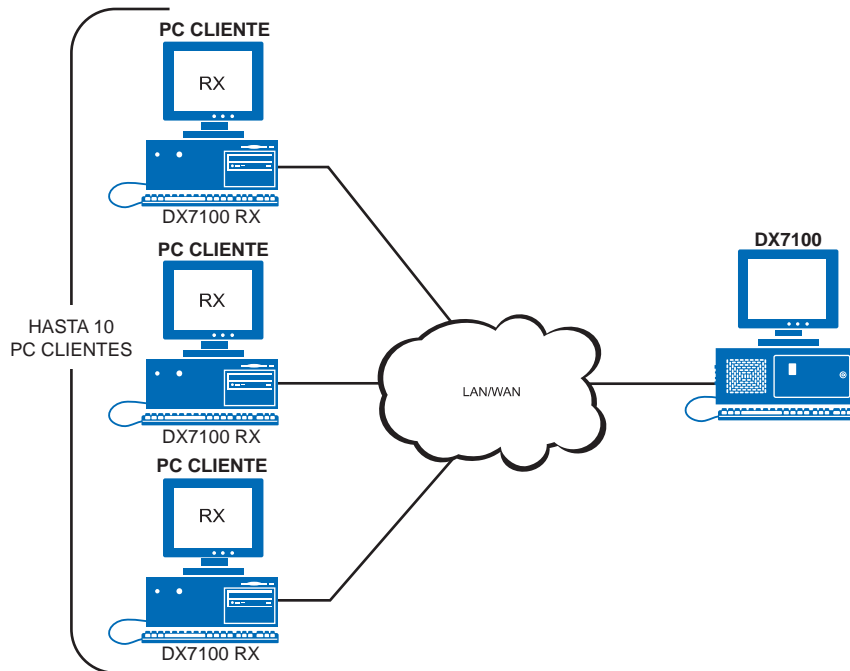 PC CLIENTE
RX
DX7100 RX
PC CLIENTE
RX
DX7100 RX
PC CLIENTE
RX
DX7100 RX
HASTA 10
PC CLIENTES
LAN/WAN
DX7100